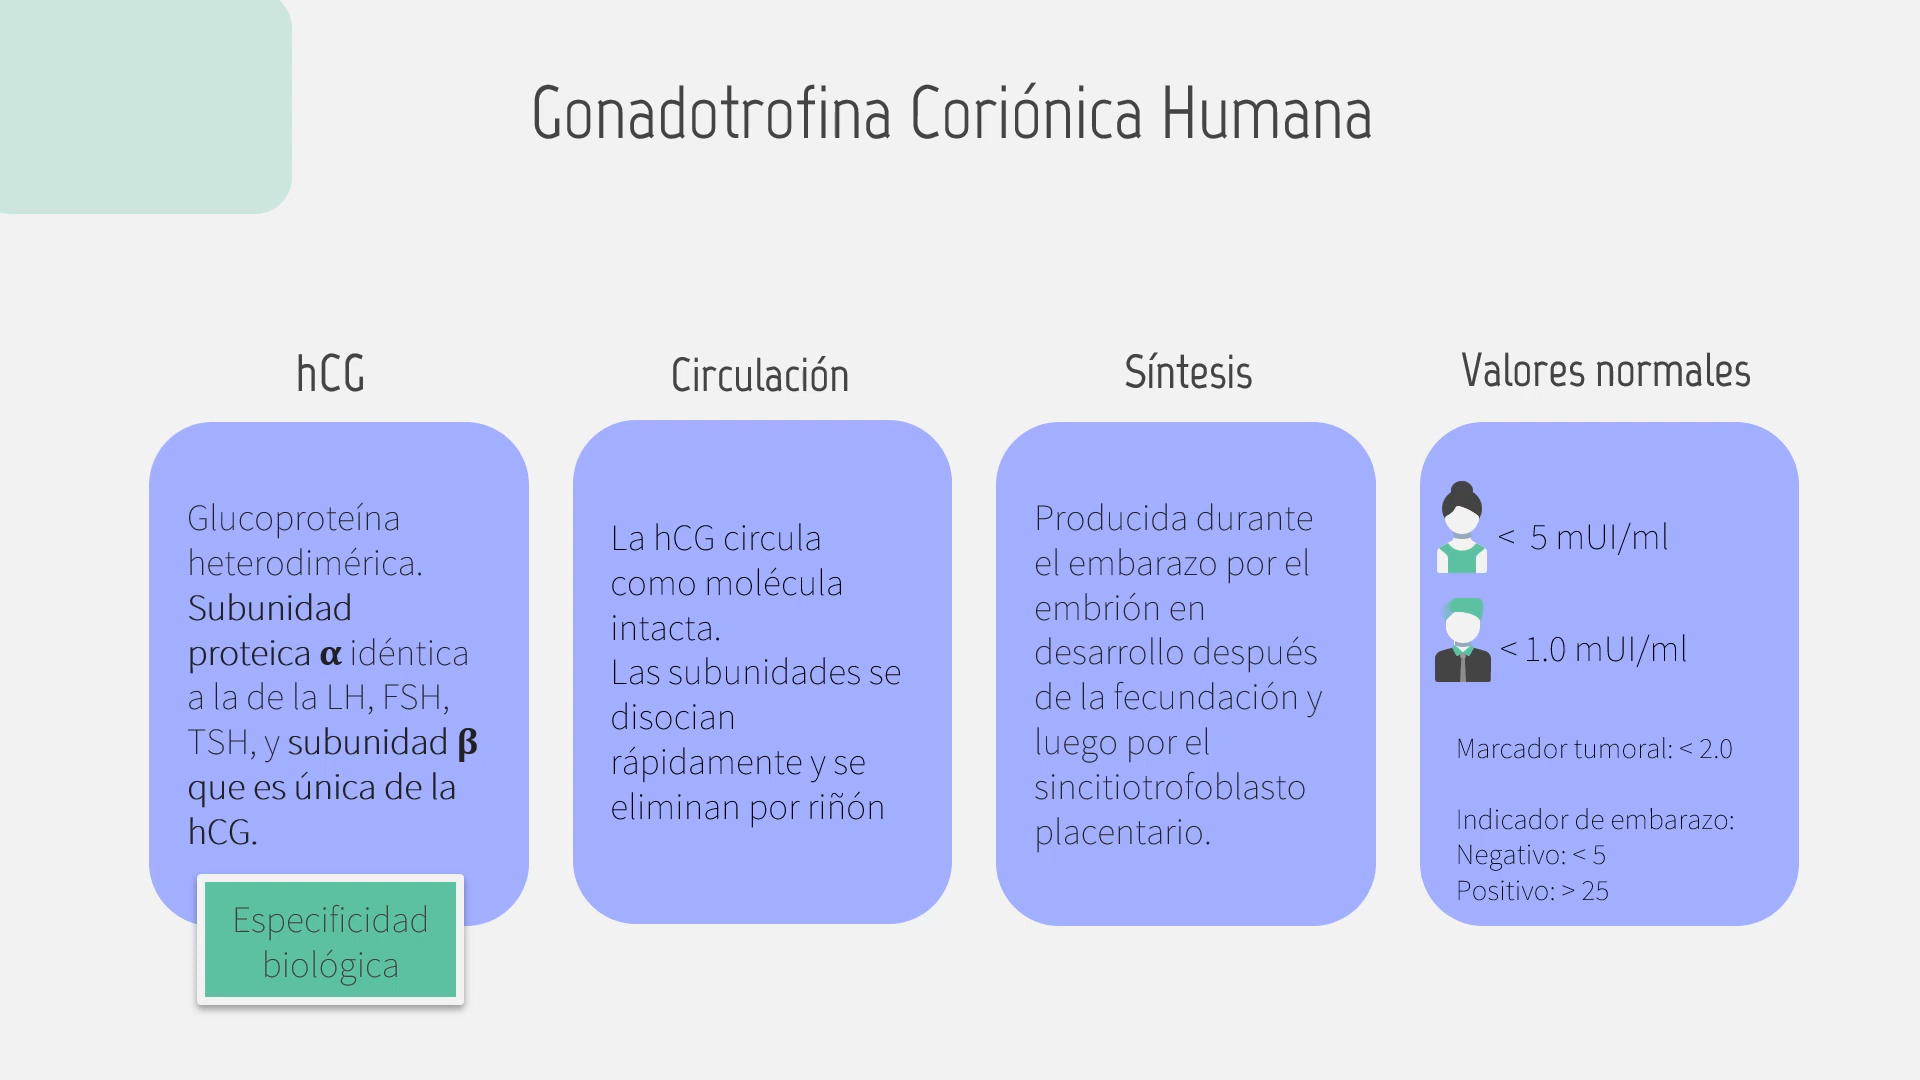 Gonadotrofina Coriónica Humana
hCG
Glucoproteína
heterodimérica.
Subunidad
proteica α idéntica
a la de la LH, FSH,
TSH, y subunidad β
que es única de la
hCG.
Especificidad
biológica
Circulación
La hCG circula
como molécula
intacta.
Las subunidades se
disocian
rápidamente y se
eliminan por riñón
Síntesis
Producida durante
el embarazo por el
embrión en
desarrollo después
de la fecundación y
luego por el
sincitiotrofoblasto
placentario.
Valores normales
< 5 mUI/ml
< 1.0 mUI/ml
Marcador tumoral: < 2.0
Indicador de embarazo:
Negativo: < 5
Positivo: > 25